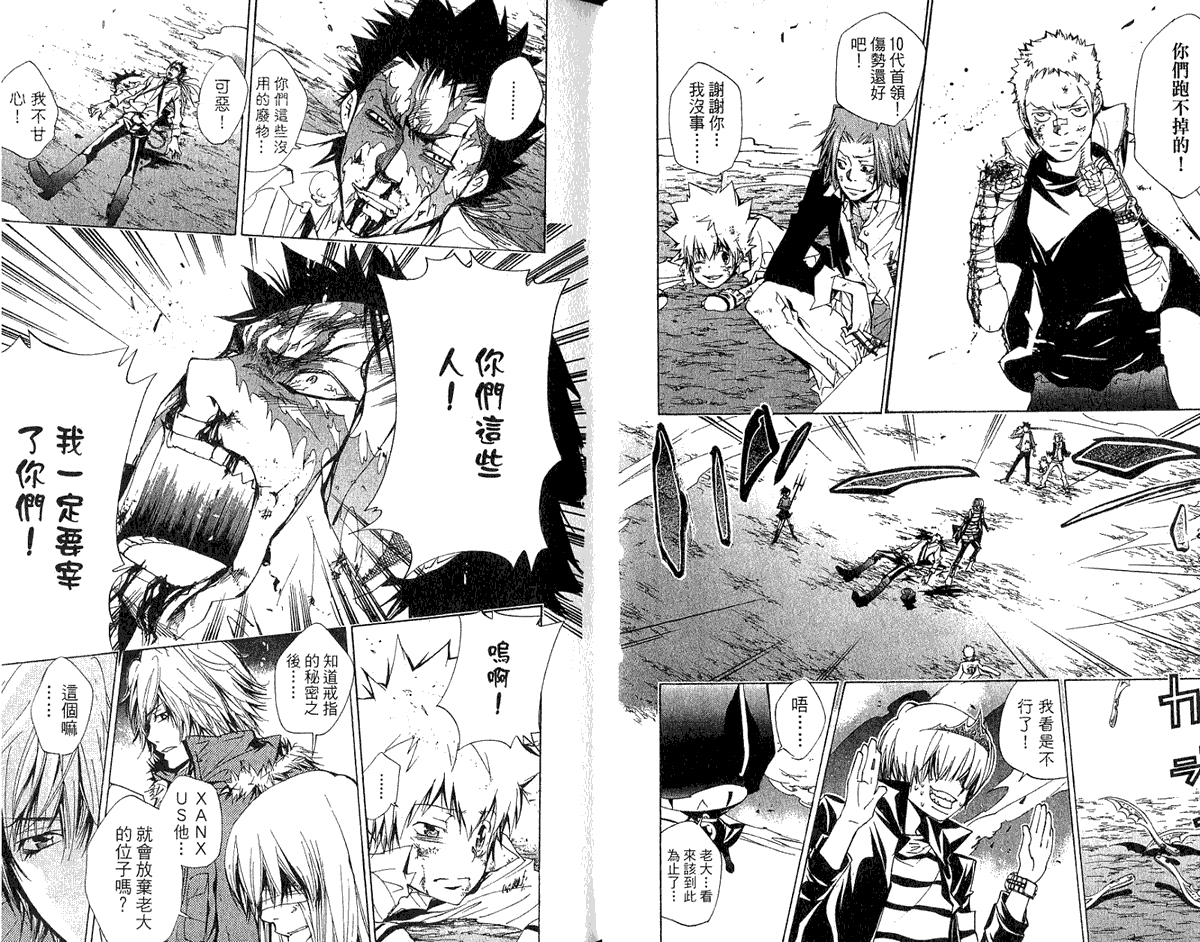 你們跑不掉的！
10代首領！
傷勢還好
吧！
謝謝你…
我沒事…
カ
ラ
我看是不
行了！
唔……
老大…看
來該到此
為止了…
………
你們這些沒
用的廢物…
可惡！
我不甘
心！
你們這些
人！
我一定要宰
了你們！
嗚啊！
……
知道戒指
的秘密之
後……
XANX
US他…
就會放棄老大
的位子嗎？
這個嘛
……